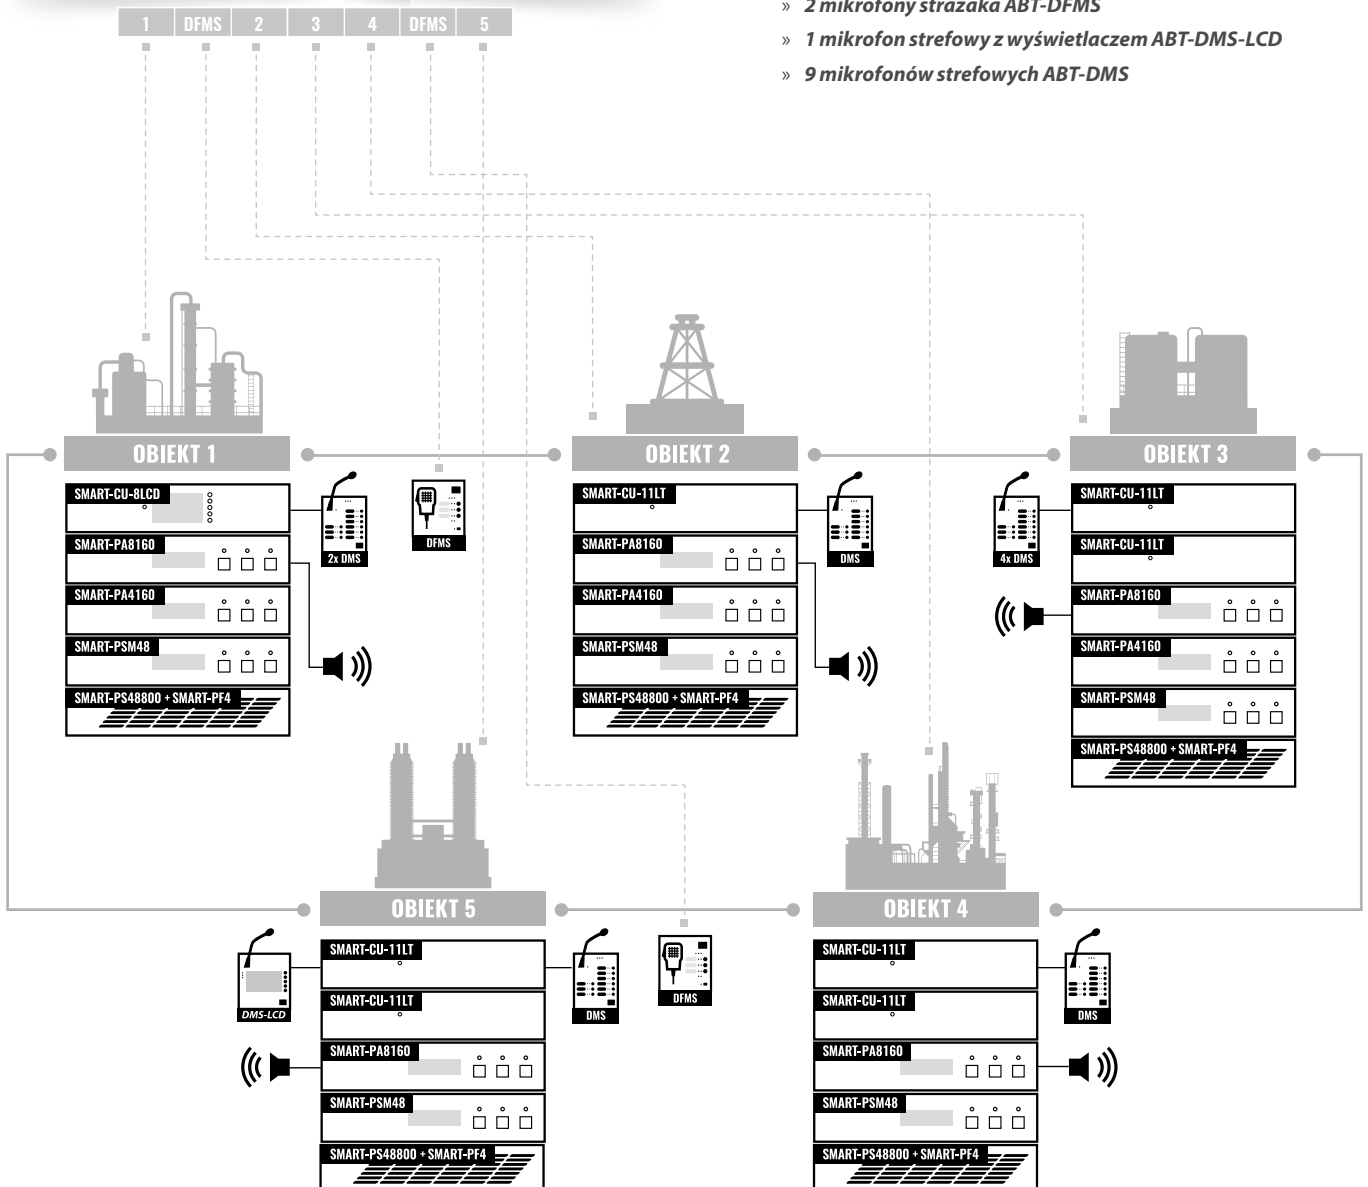 » 2 mikrofony strażaka ABT-DFMS
» 1 mikrofon strefowy z wyświetlaczem ABT-DMS-LCD
» 9 mikrofonów strefowych ABT-DMS
1 DFMS 2 3 4 DFMS 5
OBIEKT 1
SMART-CU-8LCD
SMART-PA8160
SMART-PA4160
SMART-PSM48
SMART-PS48800 + SMART-PF4
2x DMS
DFMS
OBIEKT 2
SMART-CU-11LT
SMART-PA8160
SMART-PA4160
SMART-PSM48
SMART-PS48800 + SMART-PF4
DMS
OBIEKT 3
4x DMS
SMART-CU-11LT
SMART-CU-11LT
SMART-PA8160
SMART-PA4160
SMART-PSM48
SMART-PS48800 + SMART-PF4
OBIEKT 5
DMS-LCD
SMART-CU-11LT
SMART-CU-11LT
SMART-PA8160
SMART-PSM48
SMART-PS48800 + SMART-PF4
DMS
DFMS
OBIEKT 4
SMART-CU-11LT
SMART-CU-11LT
SMART-PA8160
SMART-PSM48
SMART-PS48800 + SMART-PF4
DMS